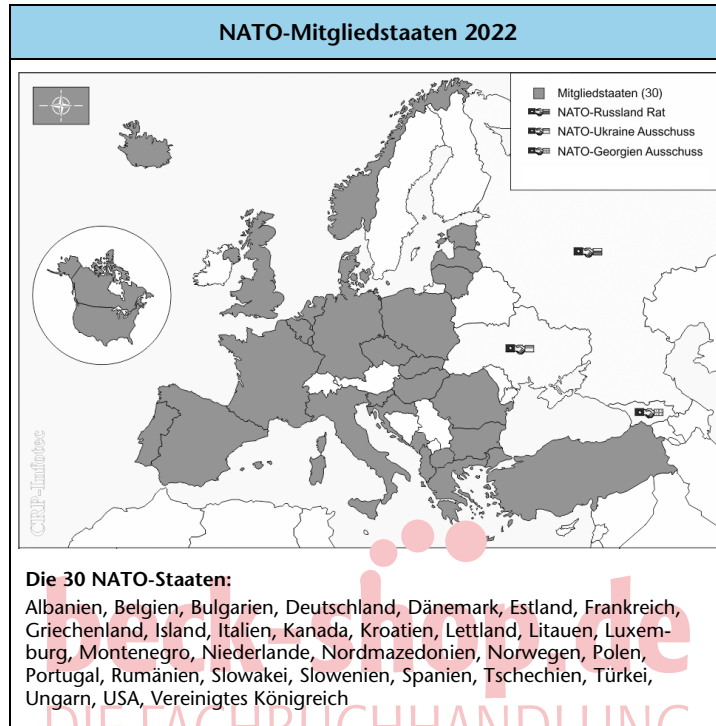 NATO-Mitgliedstaaten 2022
Mitgliedstaaten (30)
NATO-Russland Rat
NATO-Ukraine Ausschuss
NATO-Georgien Ausschuss
CRP-Infotec
Die 30 NATO-Staaten:
Albanien, Belgien, Bulgarien, Deutschland, Dänemark, Estland, Frankreich,
Griechenland, Island, Italien, Kanada, Kroatien, Lettland, Litauen, Luxem-
burg, Montenegro, Niederlande, Nordmazedonien, Norwegen, Polen,
Portugal, Rumänien, Slowakei, Slowenien, Spanien, Tschechien, Türkei,
Ungarn, USA, Vereinigtes Königreich
beck-shop.de
DIE FACHBUCHHANDLUNG